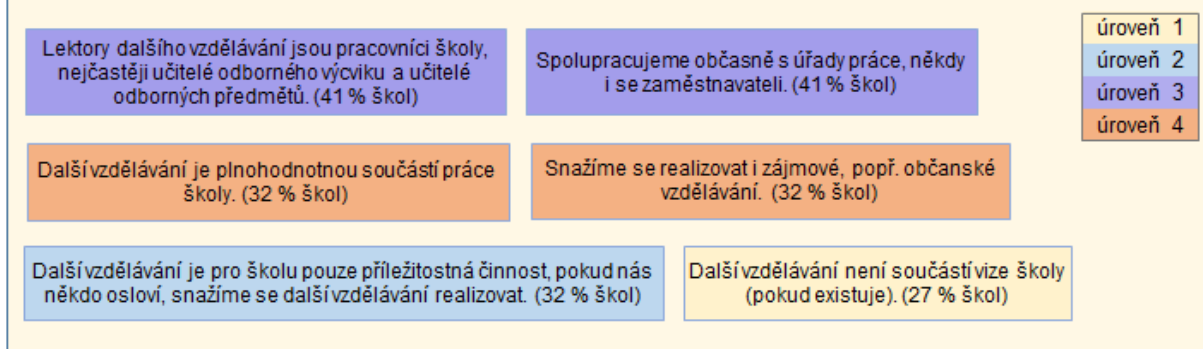 Lektory dalšího vzdělávání jsou pracovníci školy,
nejčastěji učitelé odborného výcviku a učitelé
odborných předmětů. (41 % škol)
Spolupracujeme občasně s úřady práce, někdy
i se zaměstnavateli. (41 % škol)
úroveň 1
úroveň 2
úroveň 3
úroveň 4
Další vzdělávání je plnohodnotnou součástí práce
školy. (32 % škol)
Snažíme se realizovat i zájmové, popř. občanské
vzdělávání. (32 % škol)
Další vzdělávání je pro školu pouze příležitostná činnost, pokud nás
někdo osloví, snažíme se další vzdělávání realizovat. (32 % škol)
Další vzdělávání není součástí vize školy
(pokud existuje). (27 % škol)